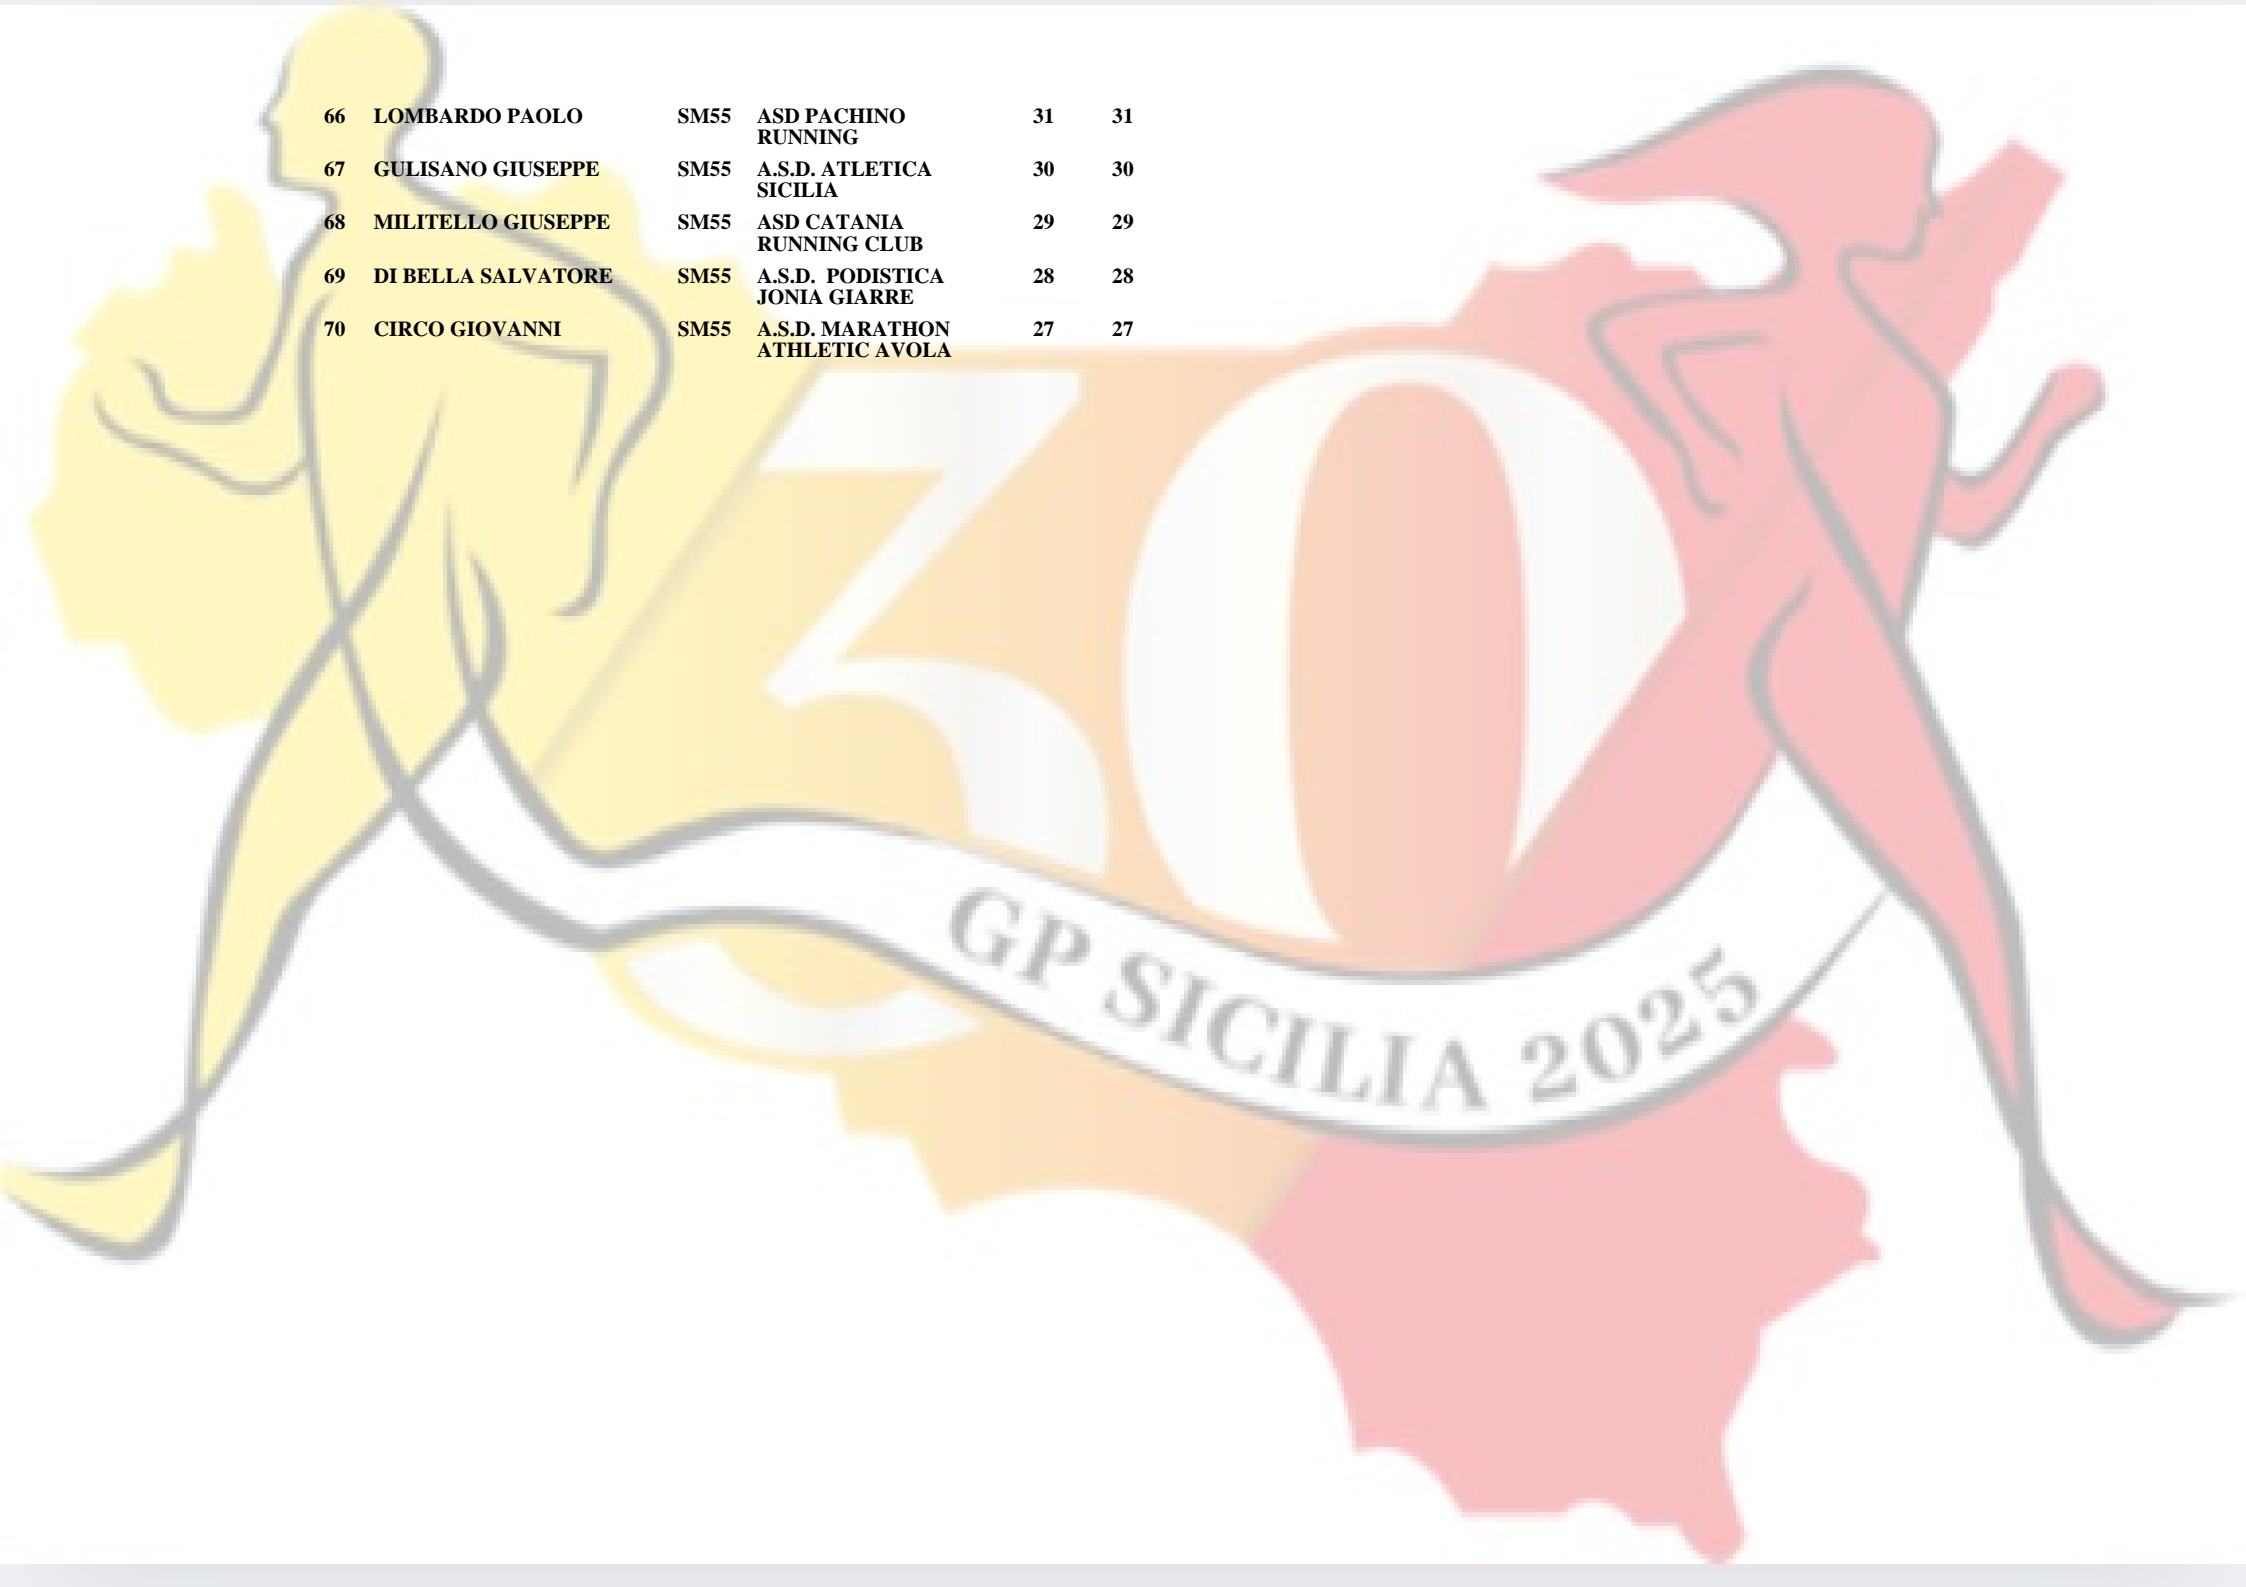 66 LOMBARDO PAOLO SM55 ASD PACHINO 31 31
RUNNING
67 GULISANO GIUSEPPE SM55 A.S.D. ATLETICA 30 30
SICILIA
68 MILITELLO GIUSEPPE SM55 ASD CATANIA 29 29
RUNNING CLUB
69 DI BELLA SALVATORE SM55 A.S.D. PODISTICA 28 28
JONIA GIARRE
70 CIRCO GIOVANNI SM55 A.S.D. MARATHON 27 27
ATHLETIC AVOLA
30
GP SICILIA 2025